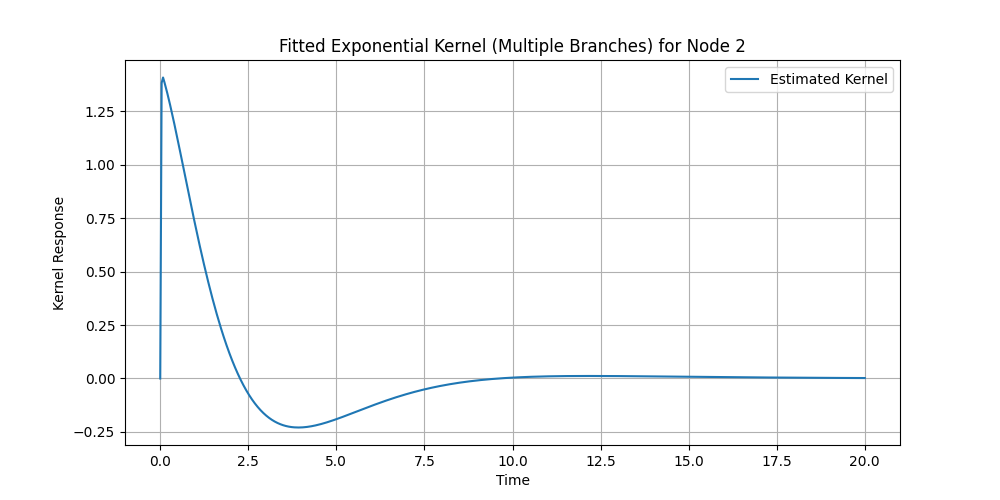 Fitted Exponential Kernel (Multiple Branches) for Node 2
Estimated Kernel
Kernel Response
1.25
1.00
0.75
0.50
0.25
0.00
−0.25
0.0 2.5 5.0 7.5 10.0 12.5 15.0 17.5 20.0
Time